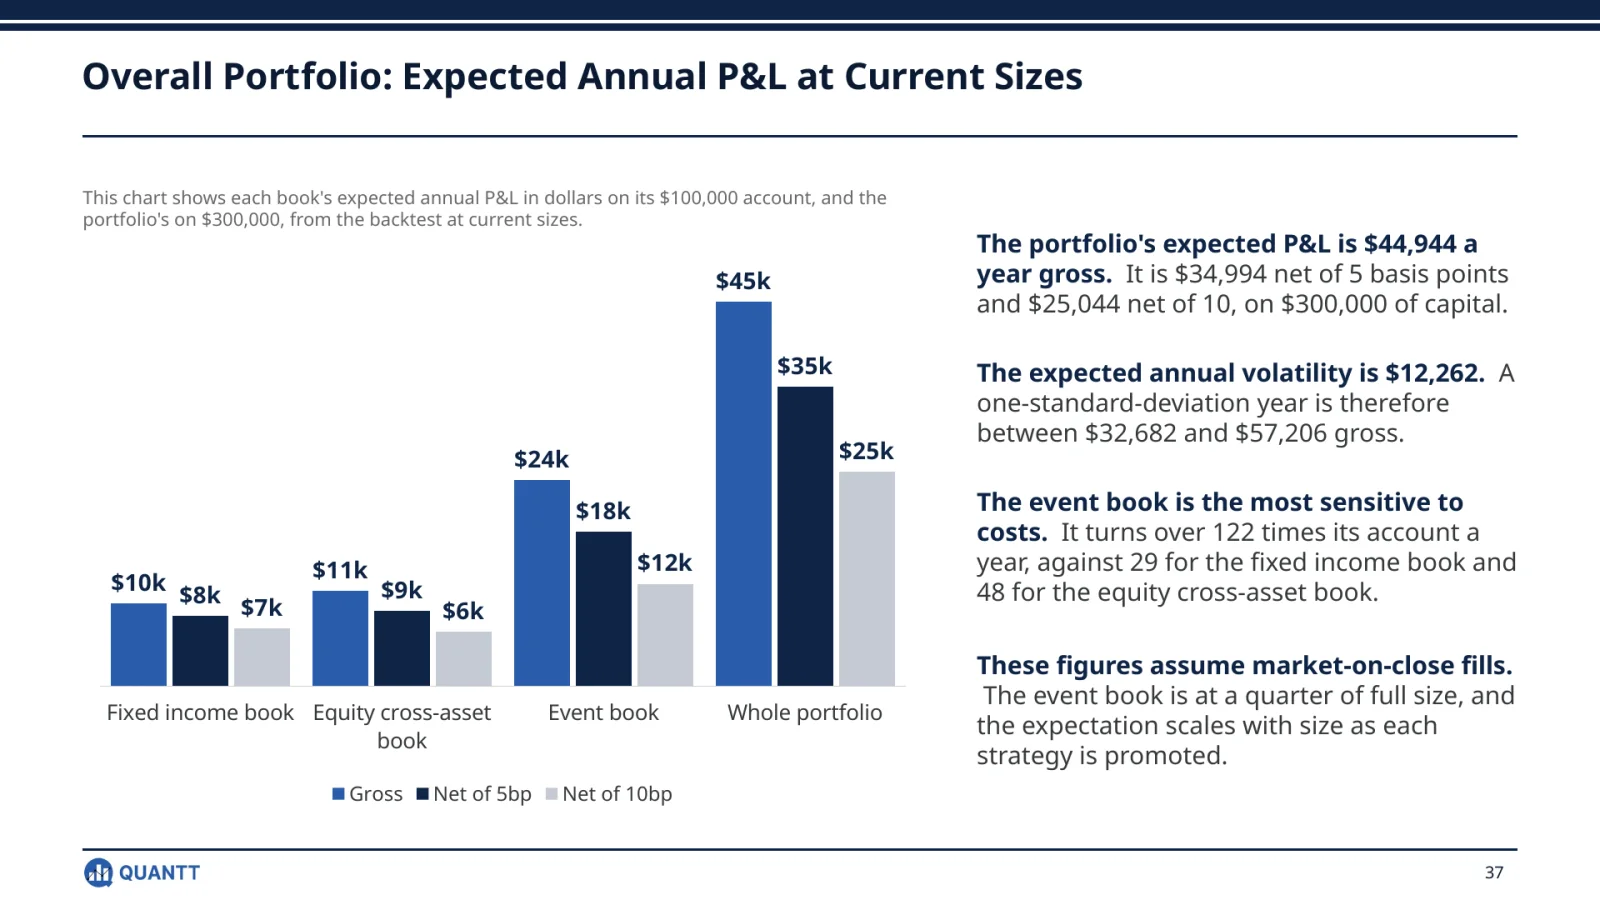 Overall Portfolio: Expected Annual P&L at Current Sizes
This chart shows each book's expected annual P&L in dollars on its $100,000 account, and the
portfolio's on $300,000, from the backtest at current sizes.
$10k
$8k
$7k
$11k
$9k
$6k
$24k
$18k
$12k
$45k
$35k
$25k
Fixed income book
Equity cross-asset
book
Event book
Whole portfolio
Gross
Net of 5bp
Net of 10bp
The portfolio's expected P&L is $44,944 a
year gross. It is $34,994 net of 5 basis points
and $25,044 net of 10, on $300,000 of capital.
The expected annual volatility is $12,262. A
one-standard-deviation year is therefore
between $32,682 and $57,206 gross.
The event book is the most sensitive to
costs. It turns over 122 times its account a
year, against 29 for the fixed income book and
48 for the equity cross-asset book.
These figures assume market-on-close fills.
The event book is at a quarter of full size, and
the expectation scales with size as each
strategy is promoted.
QUANTT
37